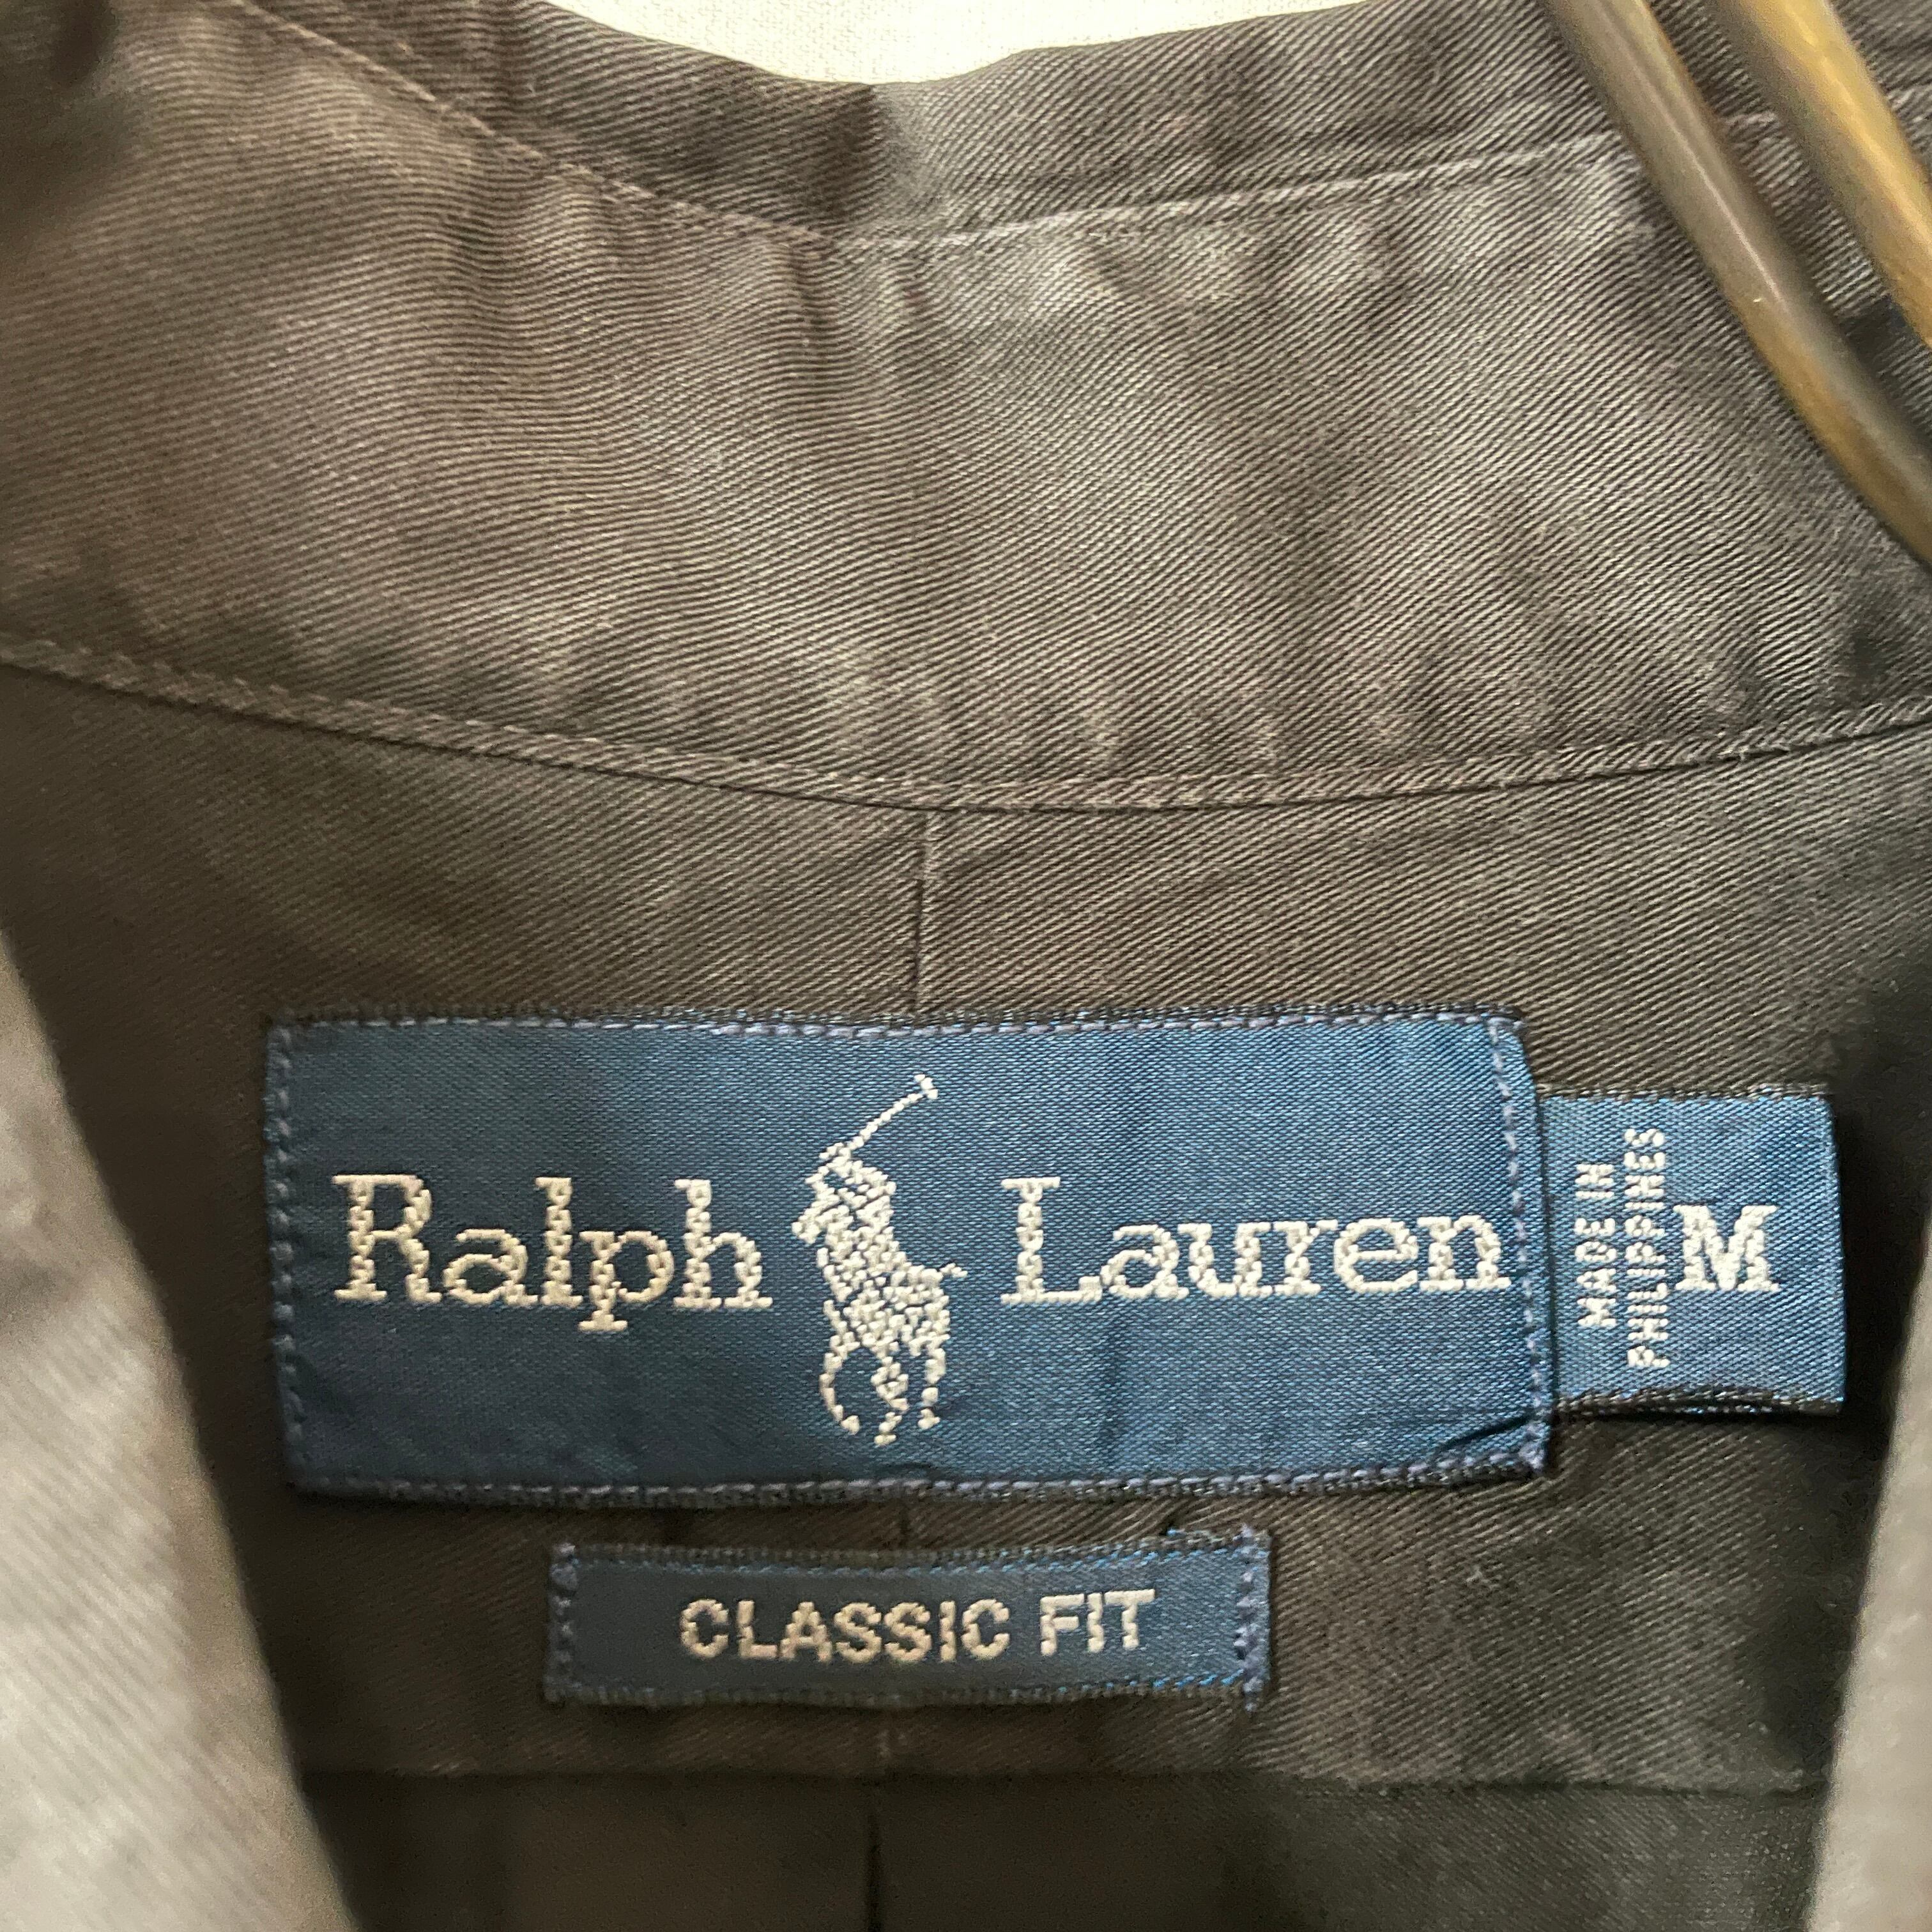 Ralph Lauren
MADE IN
PHILIPPINES
M
CLASSIC FIT